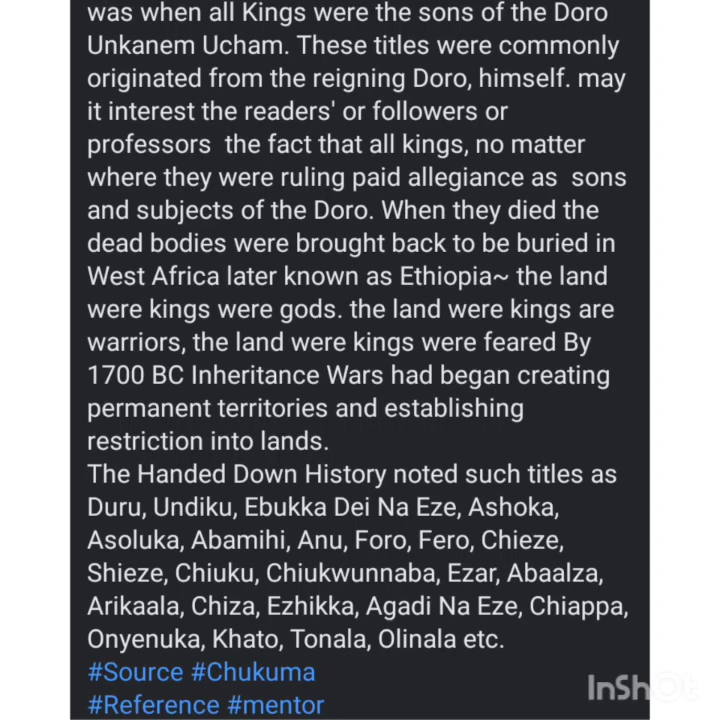 was when all Kings were the sons of the Doro
Unkanem Ucham. These titles were commonly
originated from the reigning Doro, himself. may
it interest the readers' or followers or
professors  the fact that all kings, no matter
where they were ruling paid allegiance as  sons
and subjects of the Doro. When they died the
dead bodies were brought back to be buried in
West Africa later known as Ethiopia~ the land
were kings were gods. the land were kings are
warriors, the land were kings were feared By
1700 BC Inheritance Wars had began creating
permanent territories and establishing
restriction into lands.
The Handed Down History noted such titles as
Duru, Undiku, Ebukka Dei Na Eze, Ashoka,
Asoluka, Abamihi, Anu, Foro, Fero, Chieze,
Shieze, Chiuku, Chiukwunnaba, Ezar, Abaalza,
Arikaala, Chiza, Ezhikka, Agadi Na Eze, Chiappa,
Onyenuka, Khato, Tonala, Olinala etc.
#Source #Chukuma
#Reference #mentor
InShOt